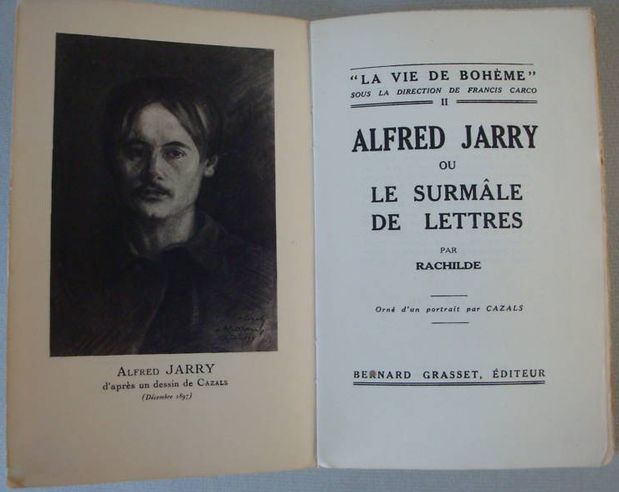 ALFRED JARRY
d'après un dessin de CAZALS
(Décembre 1897)
"LA VIE DE BOHÈME"
SOUS LA DIRECTION DE FRANCIS CARCO
II
ALFRED JARRY
OU
LE SURMÂLE
DE LETTRES
PAR
RACHILDE
Orné d'un portrait par CAZALS
BERNARD GRASSET, ÉDITEUR